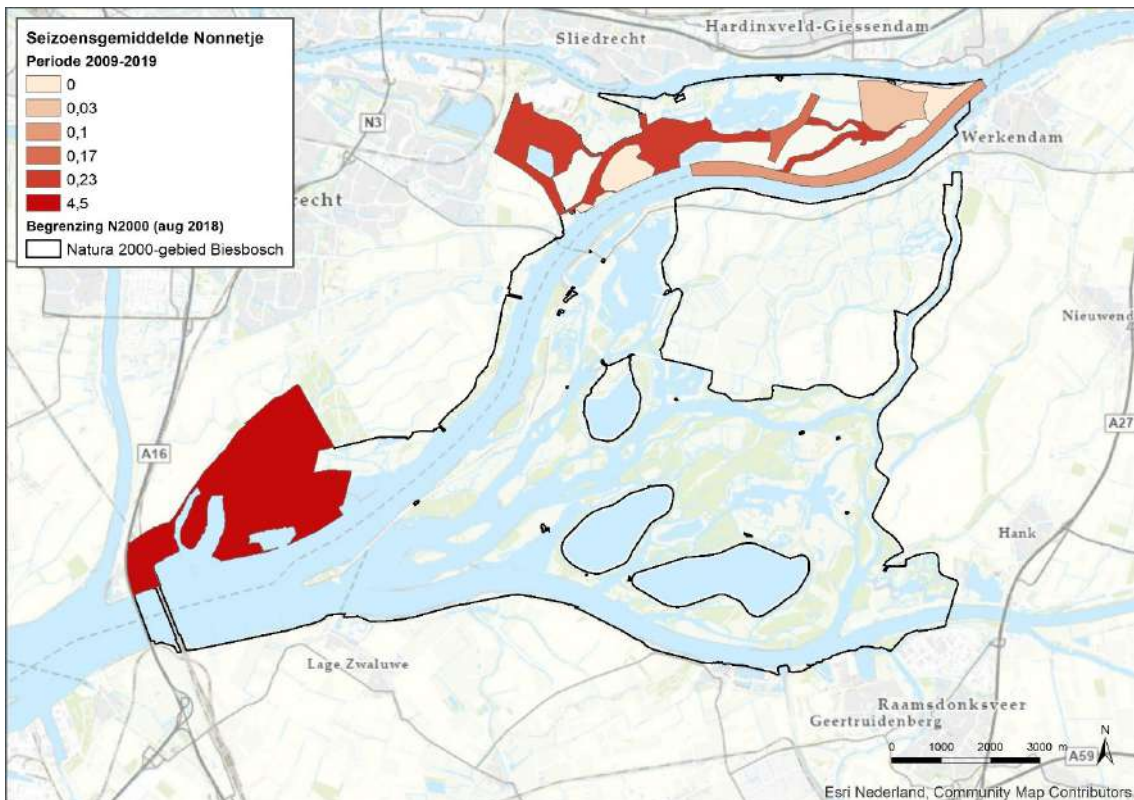 Seizoensgemiddelde Nonnetje
Periode 2009-2019
0
0,03
0,1
0,17
0,23
4,5
Begrenzing N2000 (aug 2018)
Natura 2000-gebied Biesbosch
Hardinxveld-Giessendam
Sliedrecht
N3
Werkendam
recht
Nieuwend
A16
A27
Hank
Lage Zwaluwe
Raamsdonksveer
Geertruidenberg
N
0 1000 2000 3000 m
A59
Esri Nederland, Community Map Contributors